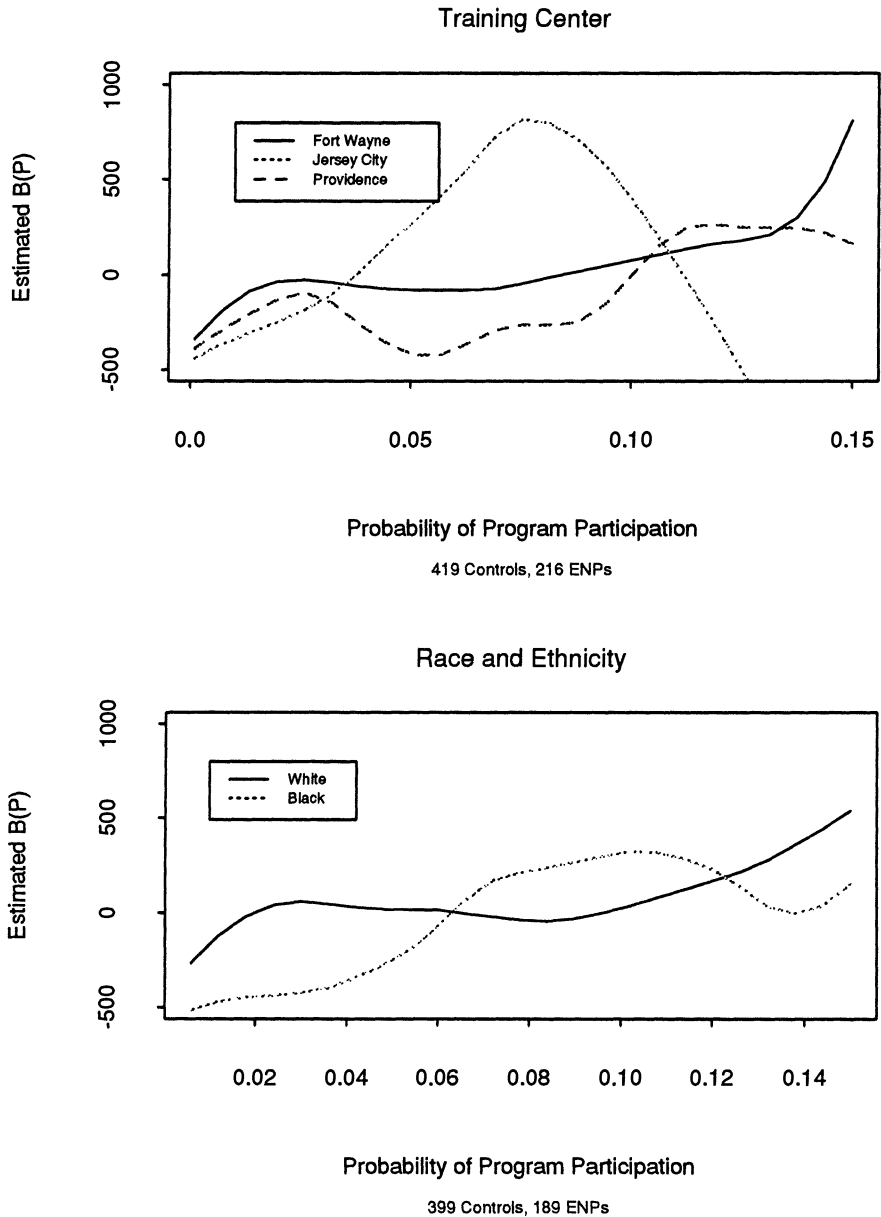 Training Center
Estimated B(P)
1000
500
0
-500
Fort Wayne
Jersey City
Providence
0.0 0.05 0.10 0.15
Probability of Program Participation
419 Controls, 216 ENPs
Race and Ethnicity
Estimated B(P)
1000
500
0
-500
White
Black
0.02 0.04 0.06 0.08 0.10 0.12 0.14
Probability of Program Participation
399 Controls, 189 ENPs